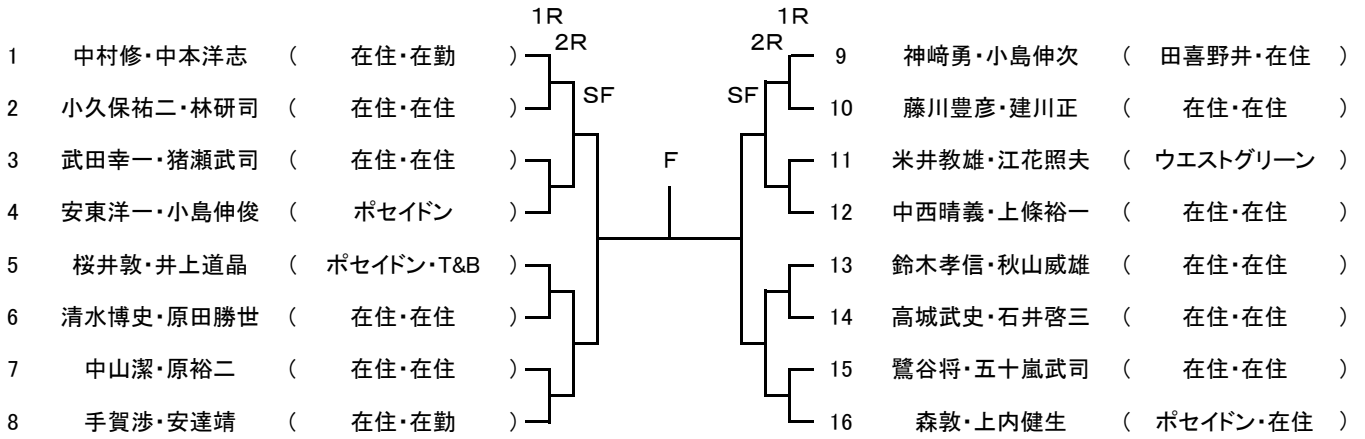 1R 1R
2R 2R
1 中村修・中本洋志 ( 在住・在勤 ) 9 神﨑勇・小島伸次 ( 田喜野井・在住 )
SF SF
2 小久保祐二・林研司 ( 在住・在住 ) 10 藤川豊彦・建川正 ( 在住・在住 )
3 武田幸一・猪瀬武司 ( 在住・在住 ) F 11 米井教雄・江花照夫 ( ウエストグリーン )
4 安東洋一・小島伸俊 ( ポセイドン ) 12 中西晴義・上條裕一 ( 在住・在住 )
5 桜井敦・井上道晶 ( ポセイドン・T&B ) 13 鈴木孝信・秋山威雄 ( 在住・在住 )
6 清水博史・原田勝世 ( 在住・在住 ) 14 高城武史・石井啓三 ( 在住・在住 )
7 中山潔・原裕二 ( 在住・在住 ) 15 鷺谷将・五十嵐武司 ( 在住・在住 )
8 手賀渉・安達靖 ( 在住・在勤 ) 16 森敦・上内健生 ( ポセイドン・在住 )